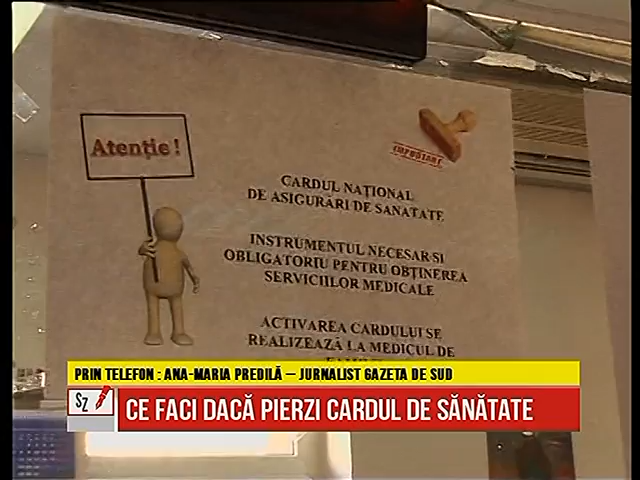 Atenție !
IMPORTANT
CARDUL NAȚIONAL
DE ASIGURĂRI DE SANATATE
INSTRUMENTUL NECESAR SI
OBLIGATORIU PENTRU OBȚINEREA
SERVICIILOR MEDICALE
ACTIVAREA CARDULUI SE
REALIZEAZĂ LA MEDICUL DE
PRIN TELEFON : ANA-MARIA PREDILĂ – JURNALIST GAZETA DE SUD
SZ
CE FACI DACĂ PIERZI CARDUL DE SĂNĂTATE